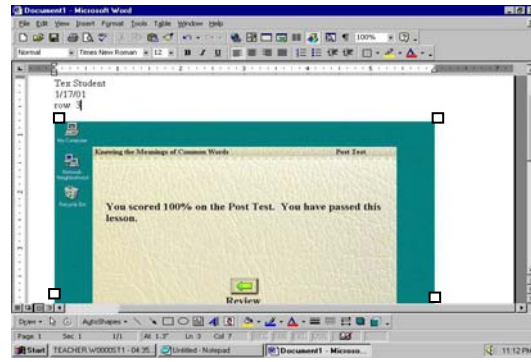 Document1 - Microsoft Word
File Edit View Insert Format Tools Table Window Help
100%
Normal Times New Roman 12 B I U
Tex Student
1/17/01
row 3
My Computer
Knowing the Meanings of Common Words Post Test
Network Neighborhood
Recycle Bin
You scored 100% on the Post Test. You have passed this
lesson.
Review
Draw AutoShapes
Page 1 Sec 1 1/1 At 1.3" Ln 3 Col 7
Start Untitled - Notepad Document1 - Microso... 11:12 PM